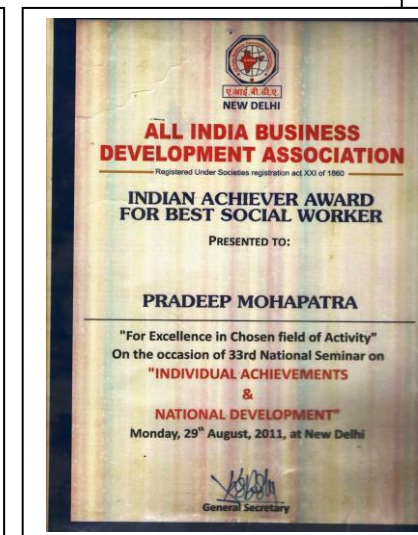 ए.आई.बी.डी.ए.
NEW DELHI
ALL INDIA BUSINESS
DEVELOPMENT ASSOCIATION
Registered Under Societies registration act XXI of 1860
INDIAN ACHIEVER AWARD
FOR BEST SOCIAL WORKER
PRESENTED TO:
PRADEEP MOHAPATRA
"For Excellence in Chosen field of Activity"
On the occasion of 33rd National Seminar on
"INDIVIDUAL ACHIEVEMENTS
&
NATIONAL DEVELOPMENT"
Monday, 29th August, 2011, at New Delhi
General Secretary